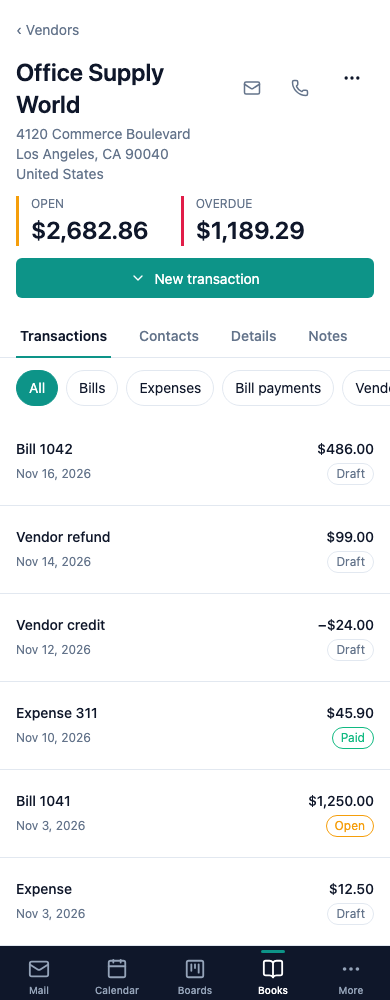 ‹ Vendors
Office Supply
World
4120 Commerce Boulevard
Los Angeles, CA 90040
United States
OPEN
$2,682.86
OVERDUE
$1,189.29
New transaction
Transactions Contacts Details Notes
All Bills Expenses Bill payments
Bill 1042 $486.00
Nov 16, 2026 Draft
Vendor refund $99.00
Nov 14, 2026 Draft
Vendor credit −$24.00
Nov 12, 2026 Draft
Expense 311 $45.90
Nov 10, 2026 Paid
Bill 1041 $1,250.00
Nov 3, 2026 Open
Expense $12.50
Nov 3, 2026 Draft
Mail Calendar Boards Books More